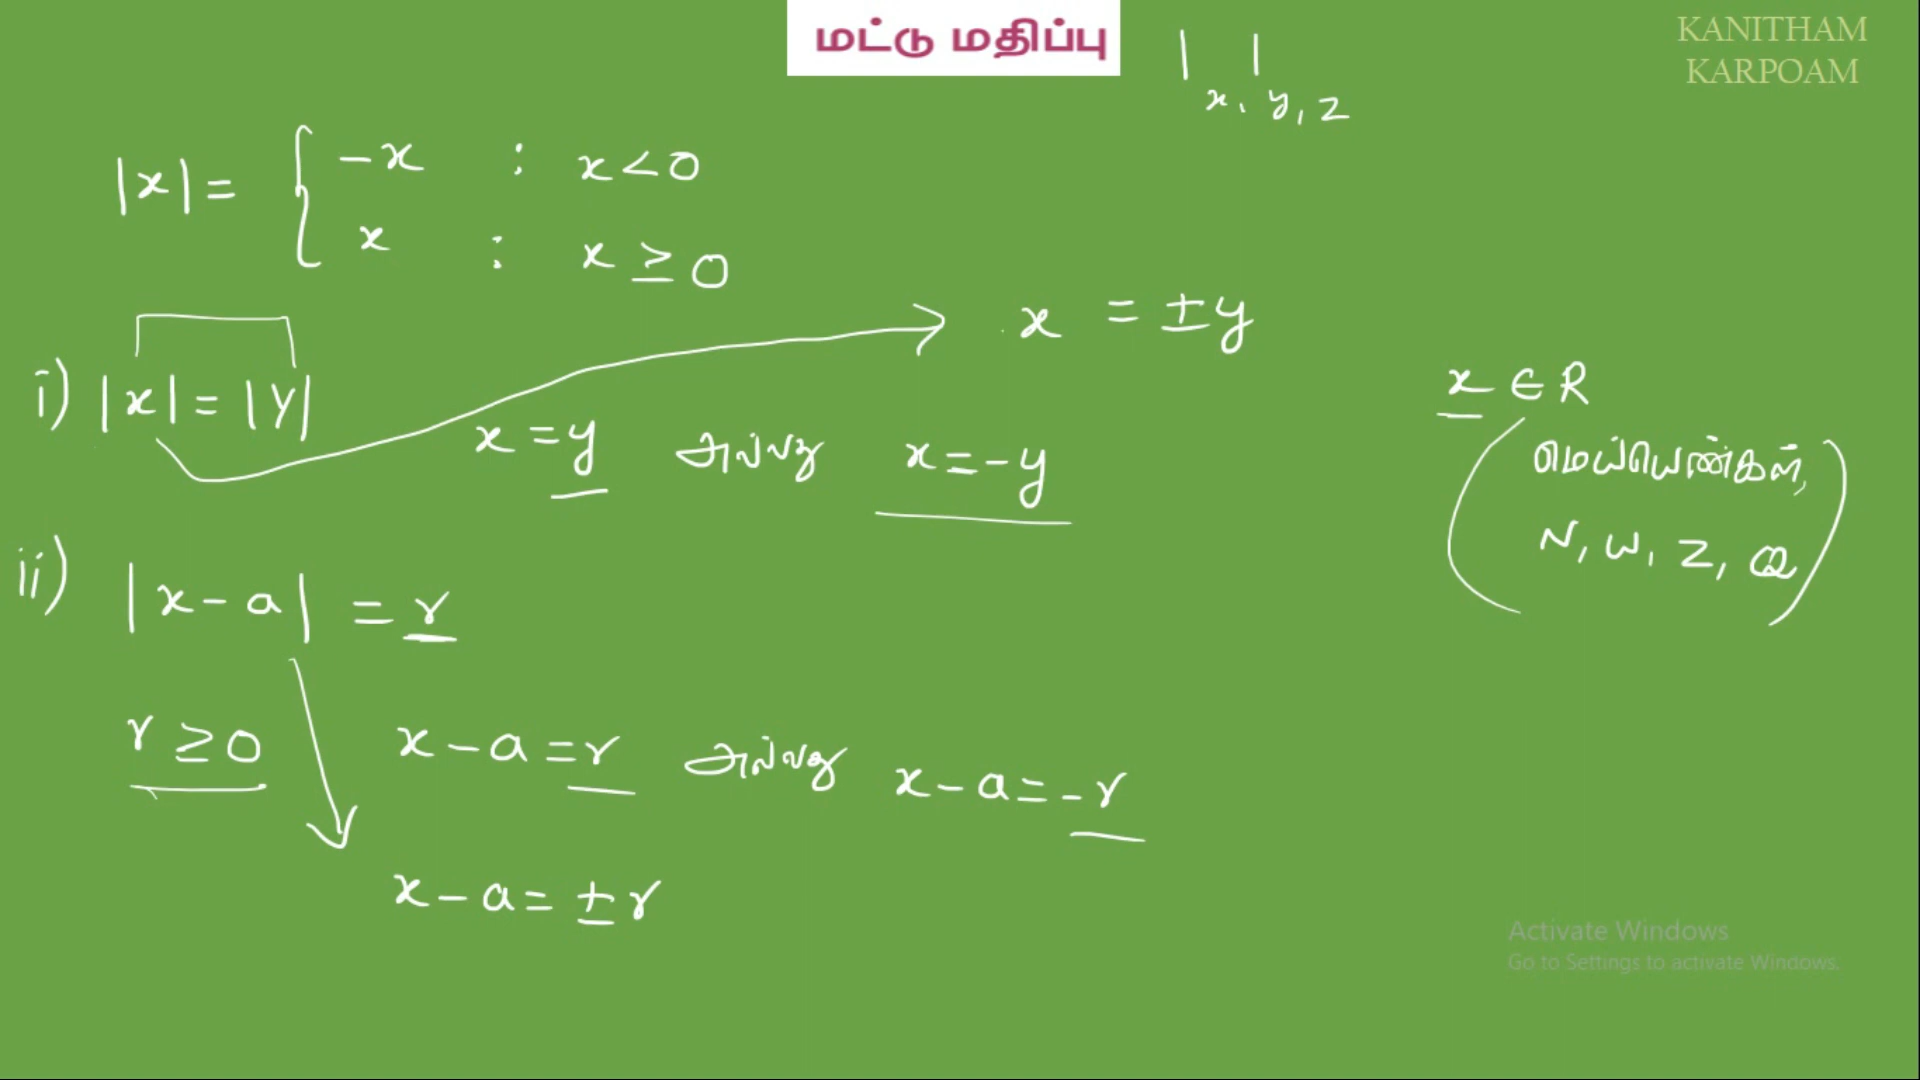 மட்டு மதிப்பு
KANITHAM
KARPOAM
| |
x, y, z
|x| = { -x : x < 0
x : x ≥ 0
i) |x| = |y|
x = ±y
x = y அல்லது x = -y
x ∈ R
(மெய்யெண்கள்,
N, W, Z, Q)
ii) |x - a| = r
r ≥ 0
x - a = r அல்லது x - a = -r
x - a = ± r
Activate Windows
Go to Settings to activate Windows.